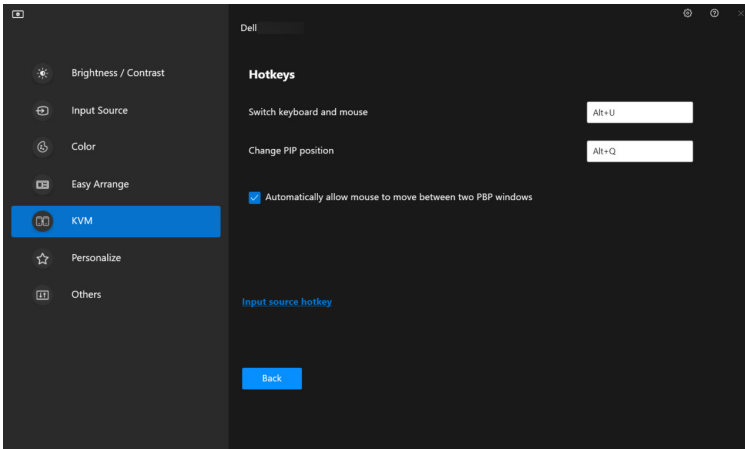 Dell
Brightness / Contrast
Input Source
Color
Easy Arrange
KVM
Personalize
Others
Hotkeys
Switch keyboard and mouse
Alt+U
Change PIP position
Alt+Q
Automatically allow mouse to move between two PBP windows
Input source hotkey
Back